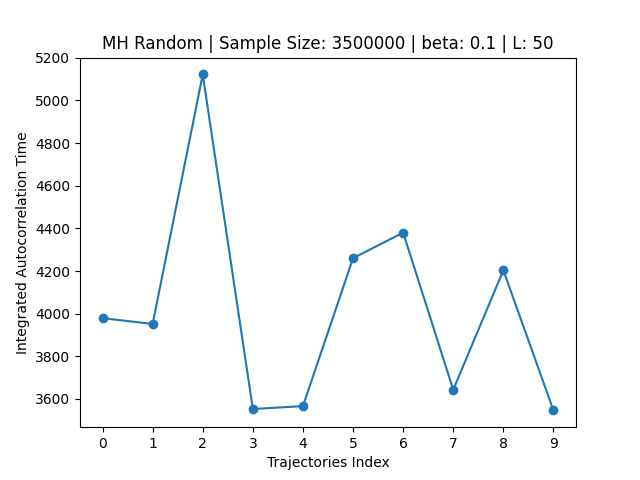 MH Random | Sample Size: 3500000 | beta: 0.1 | L: 50
Integrated Autocorrelation Time
5200
5000
4800
4600
4400
4200
4000
3800
3600
0 1 2 3 4 5 6 7 8 9
Trajectories Index